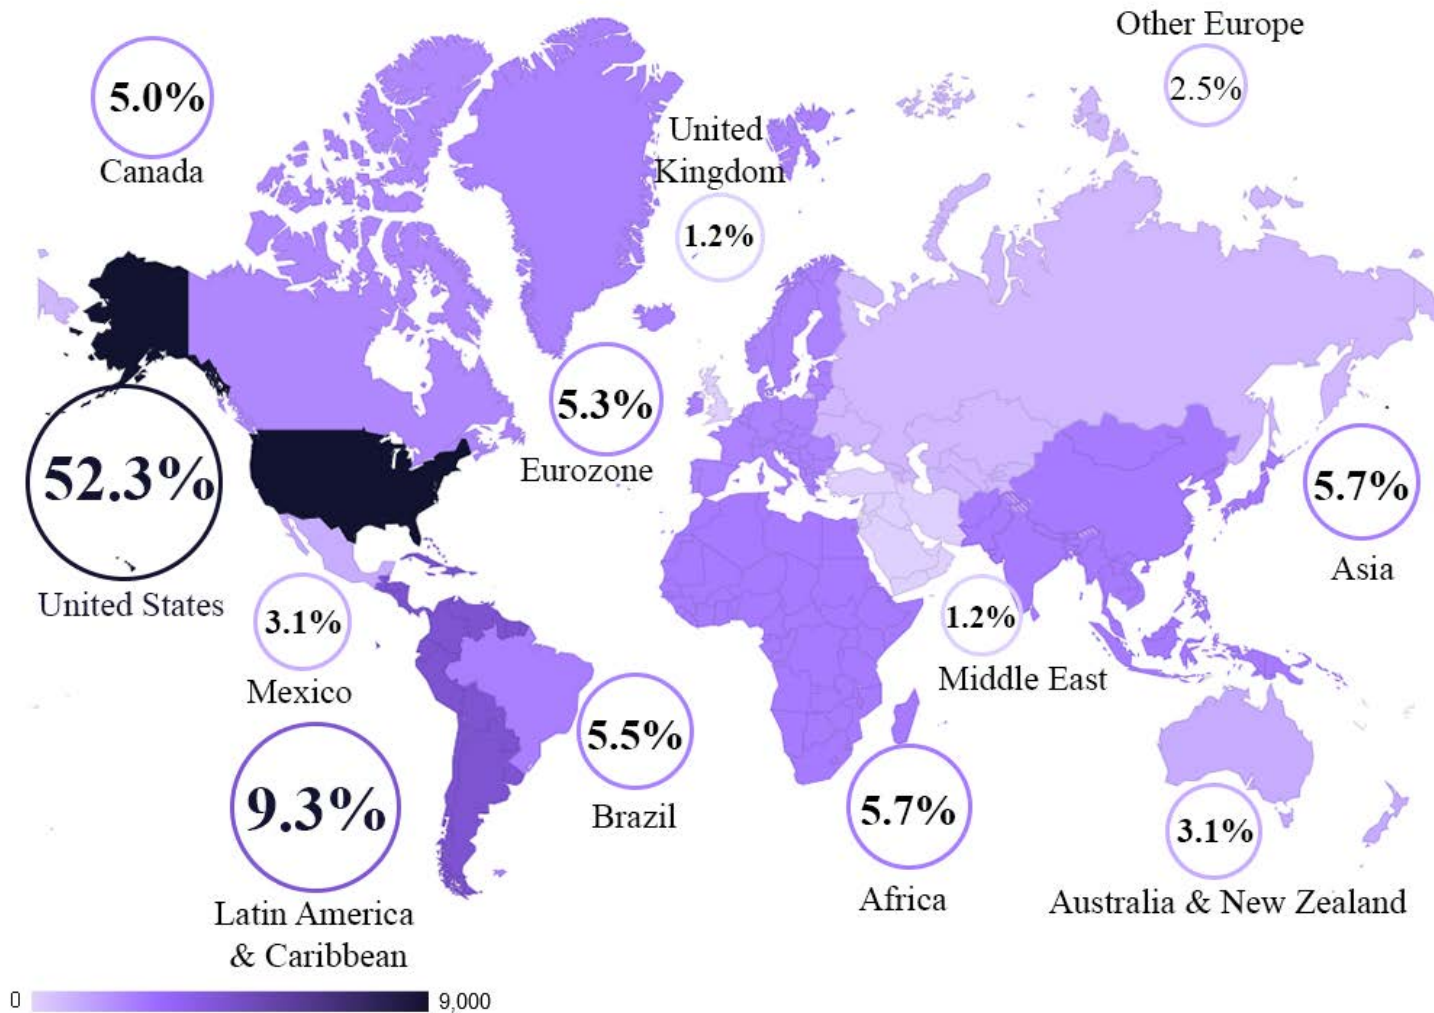 Other Europe
2.5%
5.0%
Canada
United
Kingdom
1.2%
52.3%
United States
5.3%
Eurozone
5.7%
Asia
3.1%
Mexico
1.2%
Middle East
9.3%
Latin America
& Caribbean
5.5%
Brazil
5.7%
Africa
3.1%
Australia & New Zealand
0
9,000